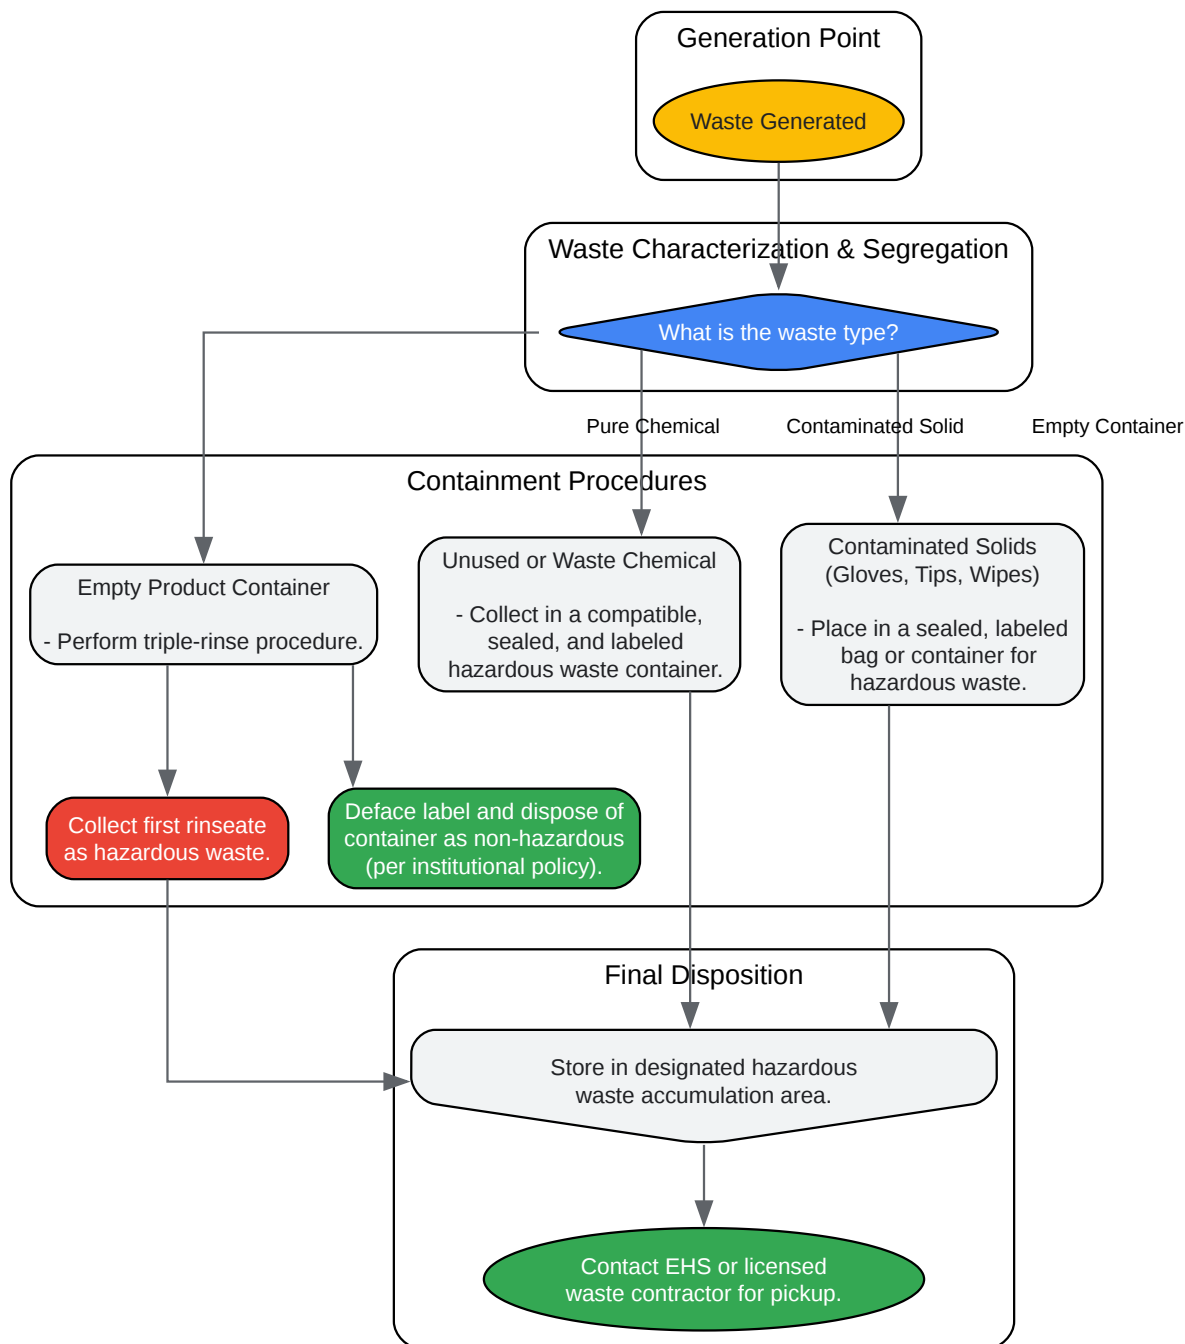 Generation Point
Waste Generated
Waste Characterization & Segregation
What is the waste type?
Pure Chemical
Contaminated Solid
Empty Container
Containment Procedures
Empty Product Container
- Perform triple-rinse procedure.
Unused or Waste Chemical
- Collect in a compatible,
sealed, and labeled
hazardous waste container.
Contaminated Solids
(Gloves, Tips, Wipes)
- Place in a sealed, labeled
bag or container for
hazardous waste.
Collect first rinseate
as hazardous waste.
Deface label and dispose of
container as non-hazardous
(per institutional policy).
Final Disposition
Store in designated hazardous
waste accumulation area.
Contact EHS or licensed
waste contractor for pickup.